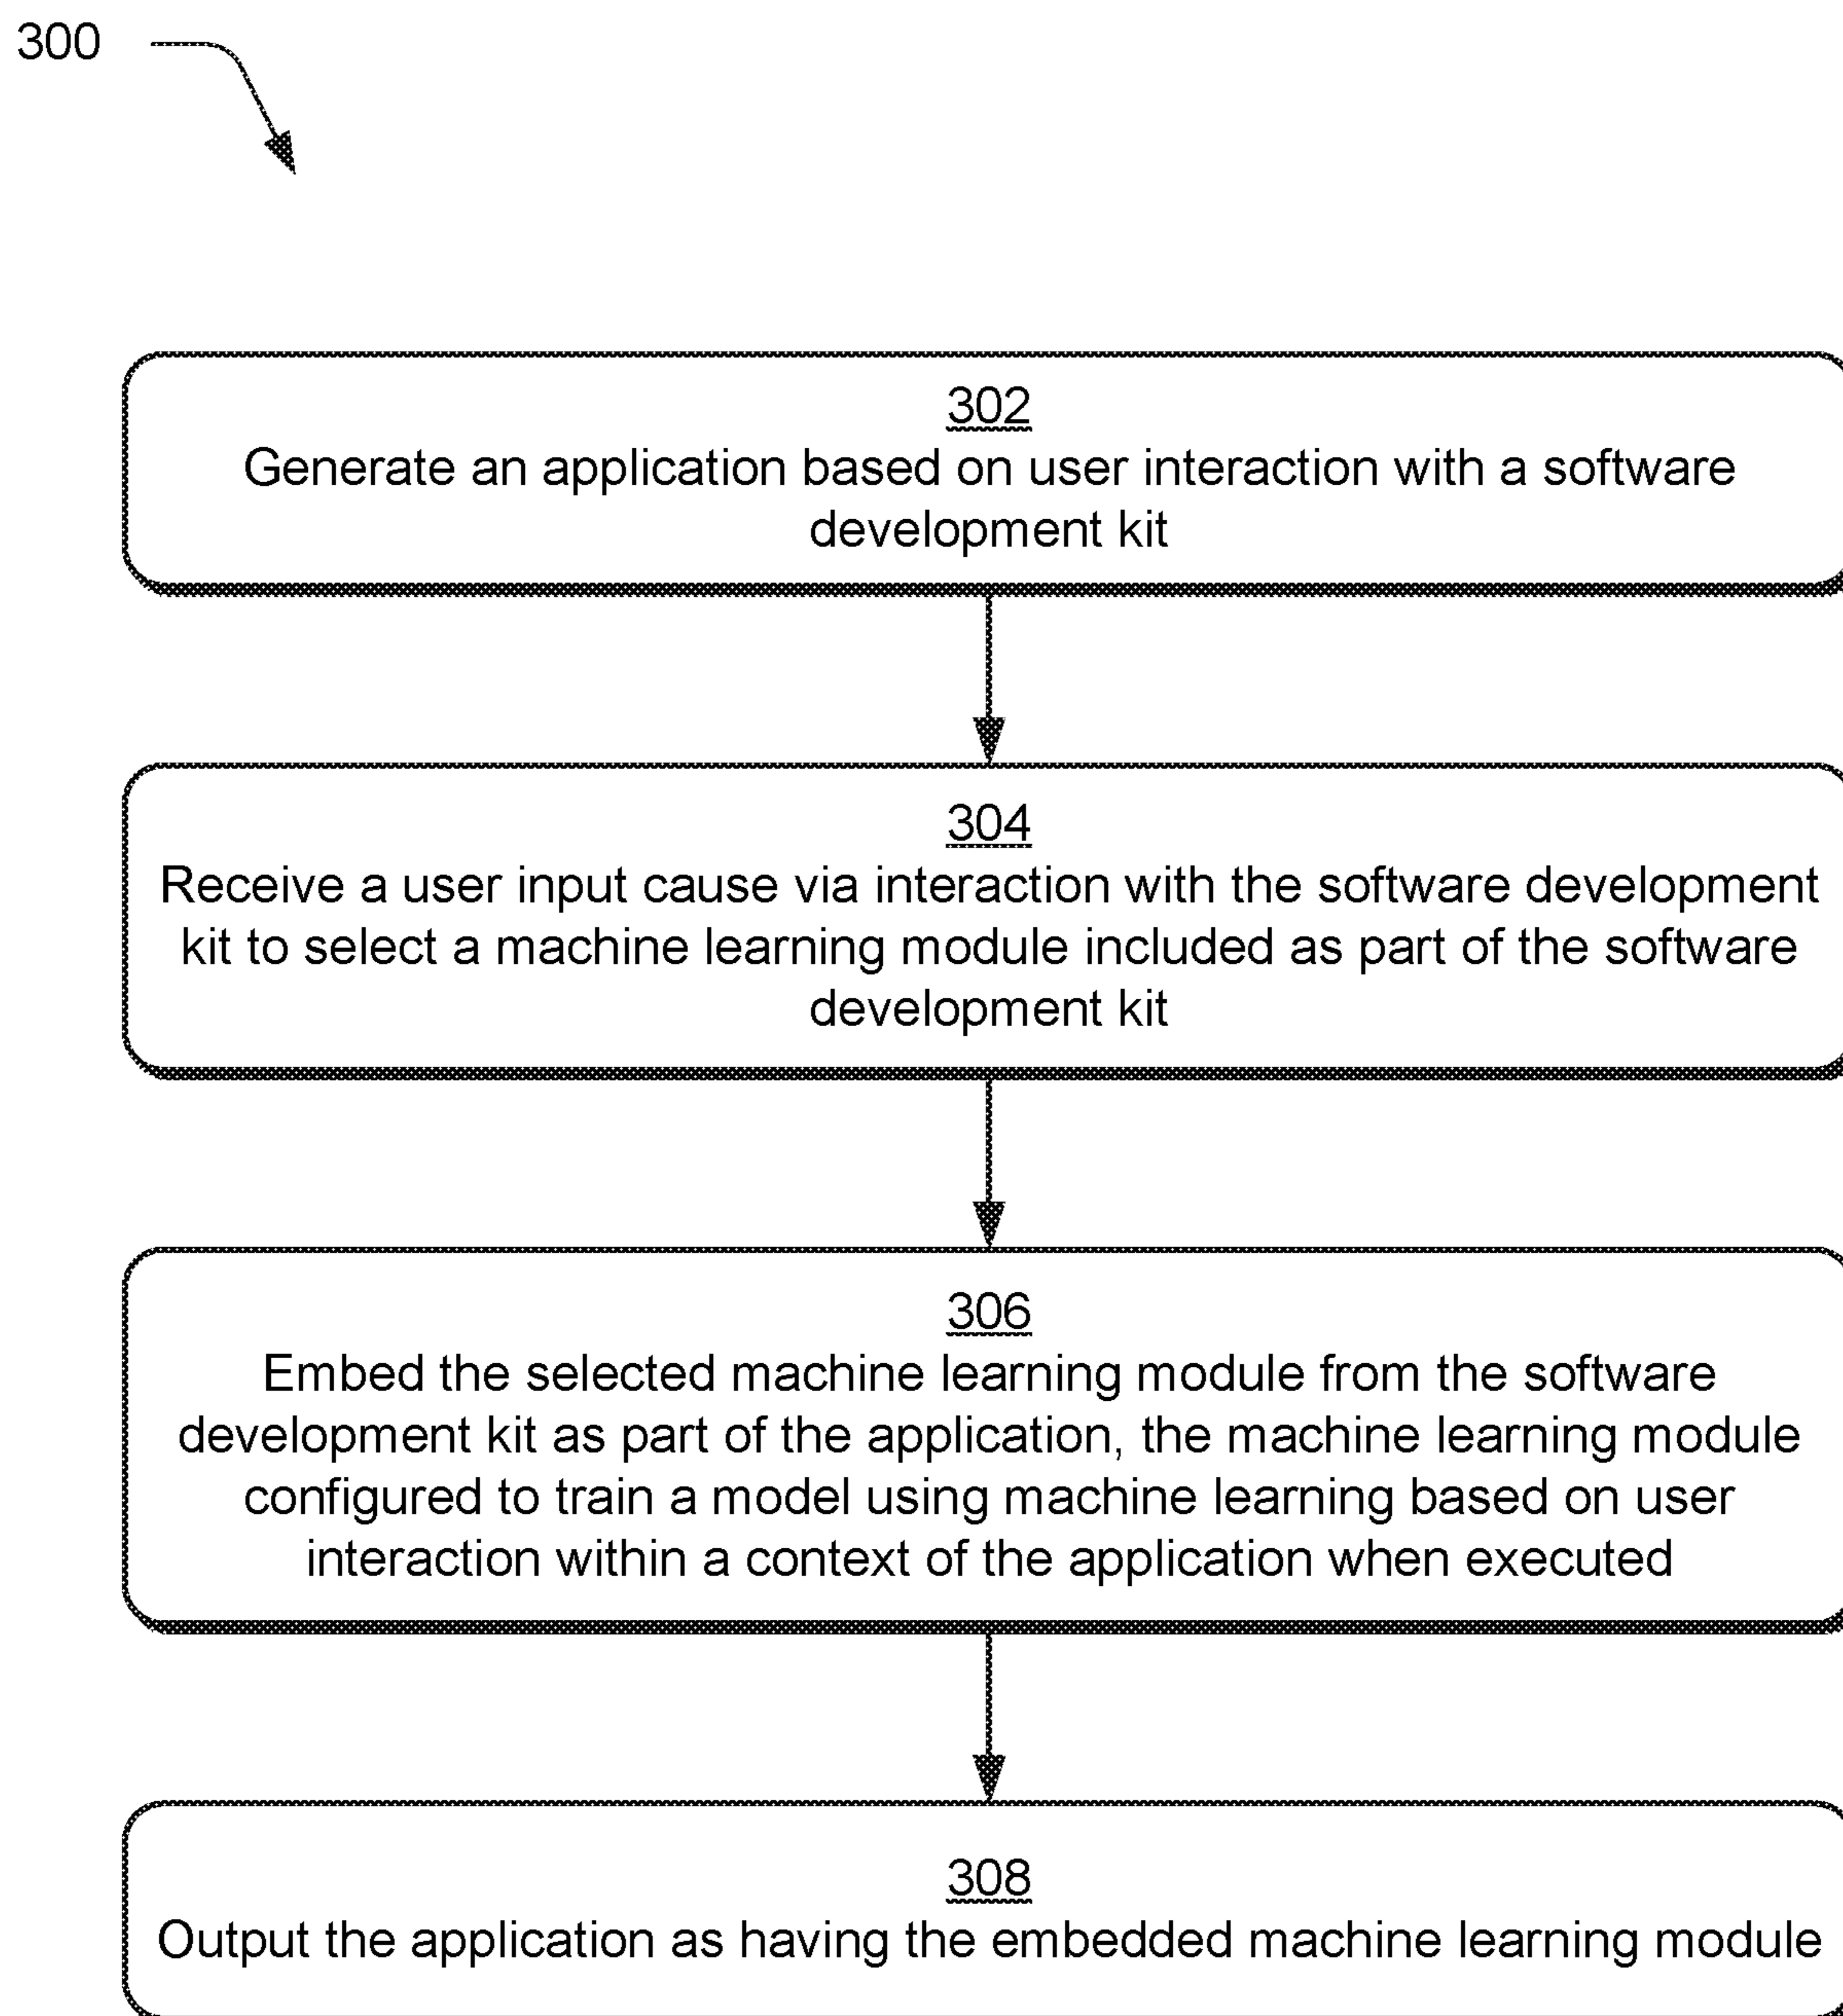 300
302
Generate an application based on user interaction with a software
development kit
304
Receive a user input cause via interaction with the software development
kit to select a machine learning module included as part of the software
development kit
306
Embed the selected machine learning module from the software
development kit as part of the application, the machine learning module
configured to train a model using machine learning based on user
interaction within a context of the application when executed
308
Output the application as having the embedded machine learning module